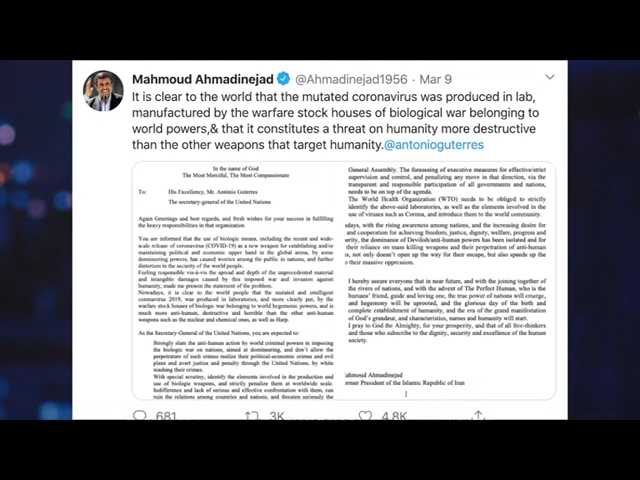 Mahmoud Ahmadinejad @Ahmadinejad1956 · Mar 9
It is clear to the world that the mutated coronavirus was produced in lab,
manufactured by the warfare stock houses of biological war belonging to
world powers,& that it constitutes a threat on humanity more destructive
than the other weapons that target humanity.@antonioguterres
In the name of God
The Most Merciful, The Most Compassionate
To: His Excellency, Mr. António Guterres
The secretary-general of the United Nations
Again Greetings and best regards, and fresh wishes for your success in fulfilling
the heavy responsibilities in that organization
You are informed that the use of biologic means, including the recent and wide-
scale release of coronavirus (COVID-19) as a new weapon for establishing and/or
maintaining political and economic upper hand in the global arena, by some
dominating powers, has caused worries among the public in nations, and further
distortion in the security of the world people.
Feeling responsible vis-à-vis the spread and depth of the unprecedented material
and intangible damages caused by this imposed war and invasion against
humanity, made me present the statement of the problem:
Nowadays, it is clear to the world people that the mutated and intelligent
coronavirus 2019, was produced in laboratories, and more clearly put, by the
warfare stock houses of biologic war belonging to world hegemonic powers, and is
much more anti-human, destructive and horrible than the other anti-human
weapons such as the nuclear and chemical ones, as well as Harp.
As the Secretary-General of the United Nations, you are expected to:
Strongly slam the anti-human action by world criminal powers in imposing
the biologic war on nations, aimed at domineering, and don't allow the
perpetrators of such crimes realize their political-economic crimes and evil
plans and avert justice and penalty through the United Nations, by white
washing their crimes.
With special scrutiny, identify the elements involved in the production and
use of biologic weapons, and strictly penalize them at worldwide scale.
Indifference and lack of serious and effective confrontation with them, can
ruin the relations among countries and nations, and threaten seriously the
General Assembly. The foreseeing of executive measures for effective/strict
supervision and control, and penalizing any move in that direction, via the
transparent and responsible participation of all governments and nations,
needs to be on top of the agenda.
The World Health Organization (WTO) needs to be obliged to strictly
identify the above-said laboratories, as well as the elements involved in the
use of viruses such as Corona, and introduce them to the world community.
adays, with the rising awareness among nations, and the increasing desire for
and cooperation for achieving freedom, justice, dignity, welfare, progress and
perity, the dominance of Devilish/anti-human powers has been isolated and for
their reliance on mass killing weapons and their perpetration of anti-human
es, not only doesn't open up the way for their escape, but also speeds up the
their massive oppression.
I hereby assure everyone that in near future, and with the joining together of
the rivers of nations, and with the advent of The Perfect Human, who is the
humans' friend, guide and loving one, the true power of nations will emerge,
and hegemony will be uprooted, and the glorious day of the birth and
complete establishment of humanity, and the era of the grand manifestation
of God's grandeur, and characteristics, names and humanity will start.
I pray to God the Almighty, for your prosperity, and that of all free-thinkers
and those who subscribe to the dignity, security and excellence of the human
society.
Mahmoud Ahmadinejad
ormer President of the Islamic Republic of Iran
681 3K 4.8K